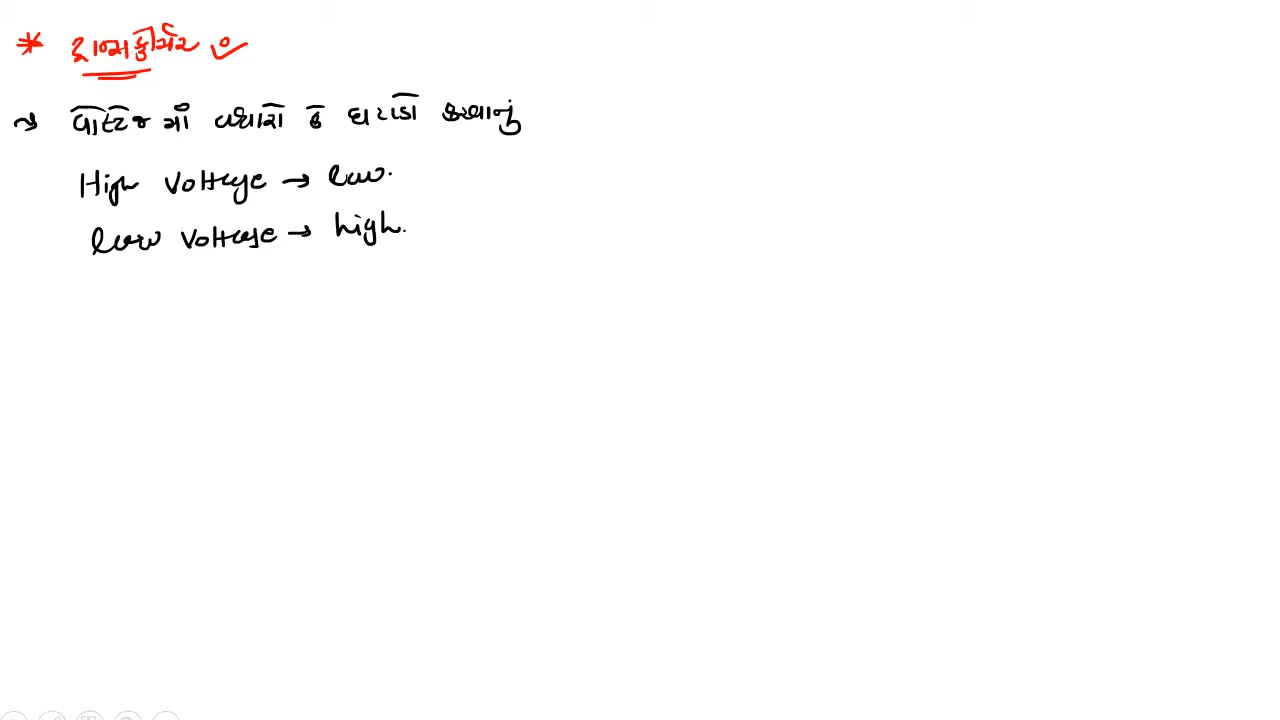 * ટ્રાન્સફોર્મર :-
→ વોલ્ટેજ માં વધારો કે ઘટાડો કરવાનું
High Voltage → low.
low voltage → high.